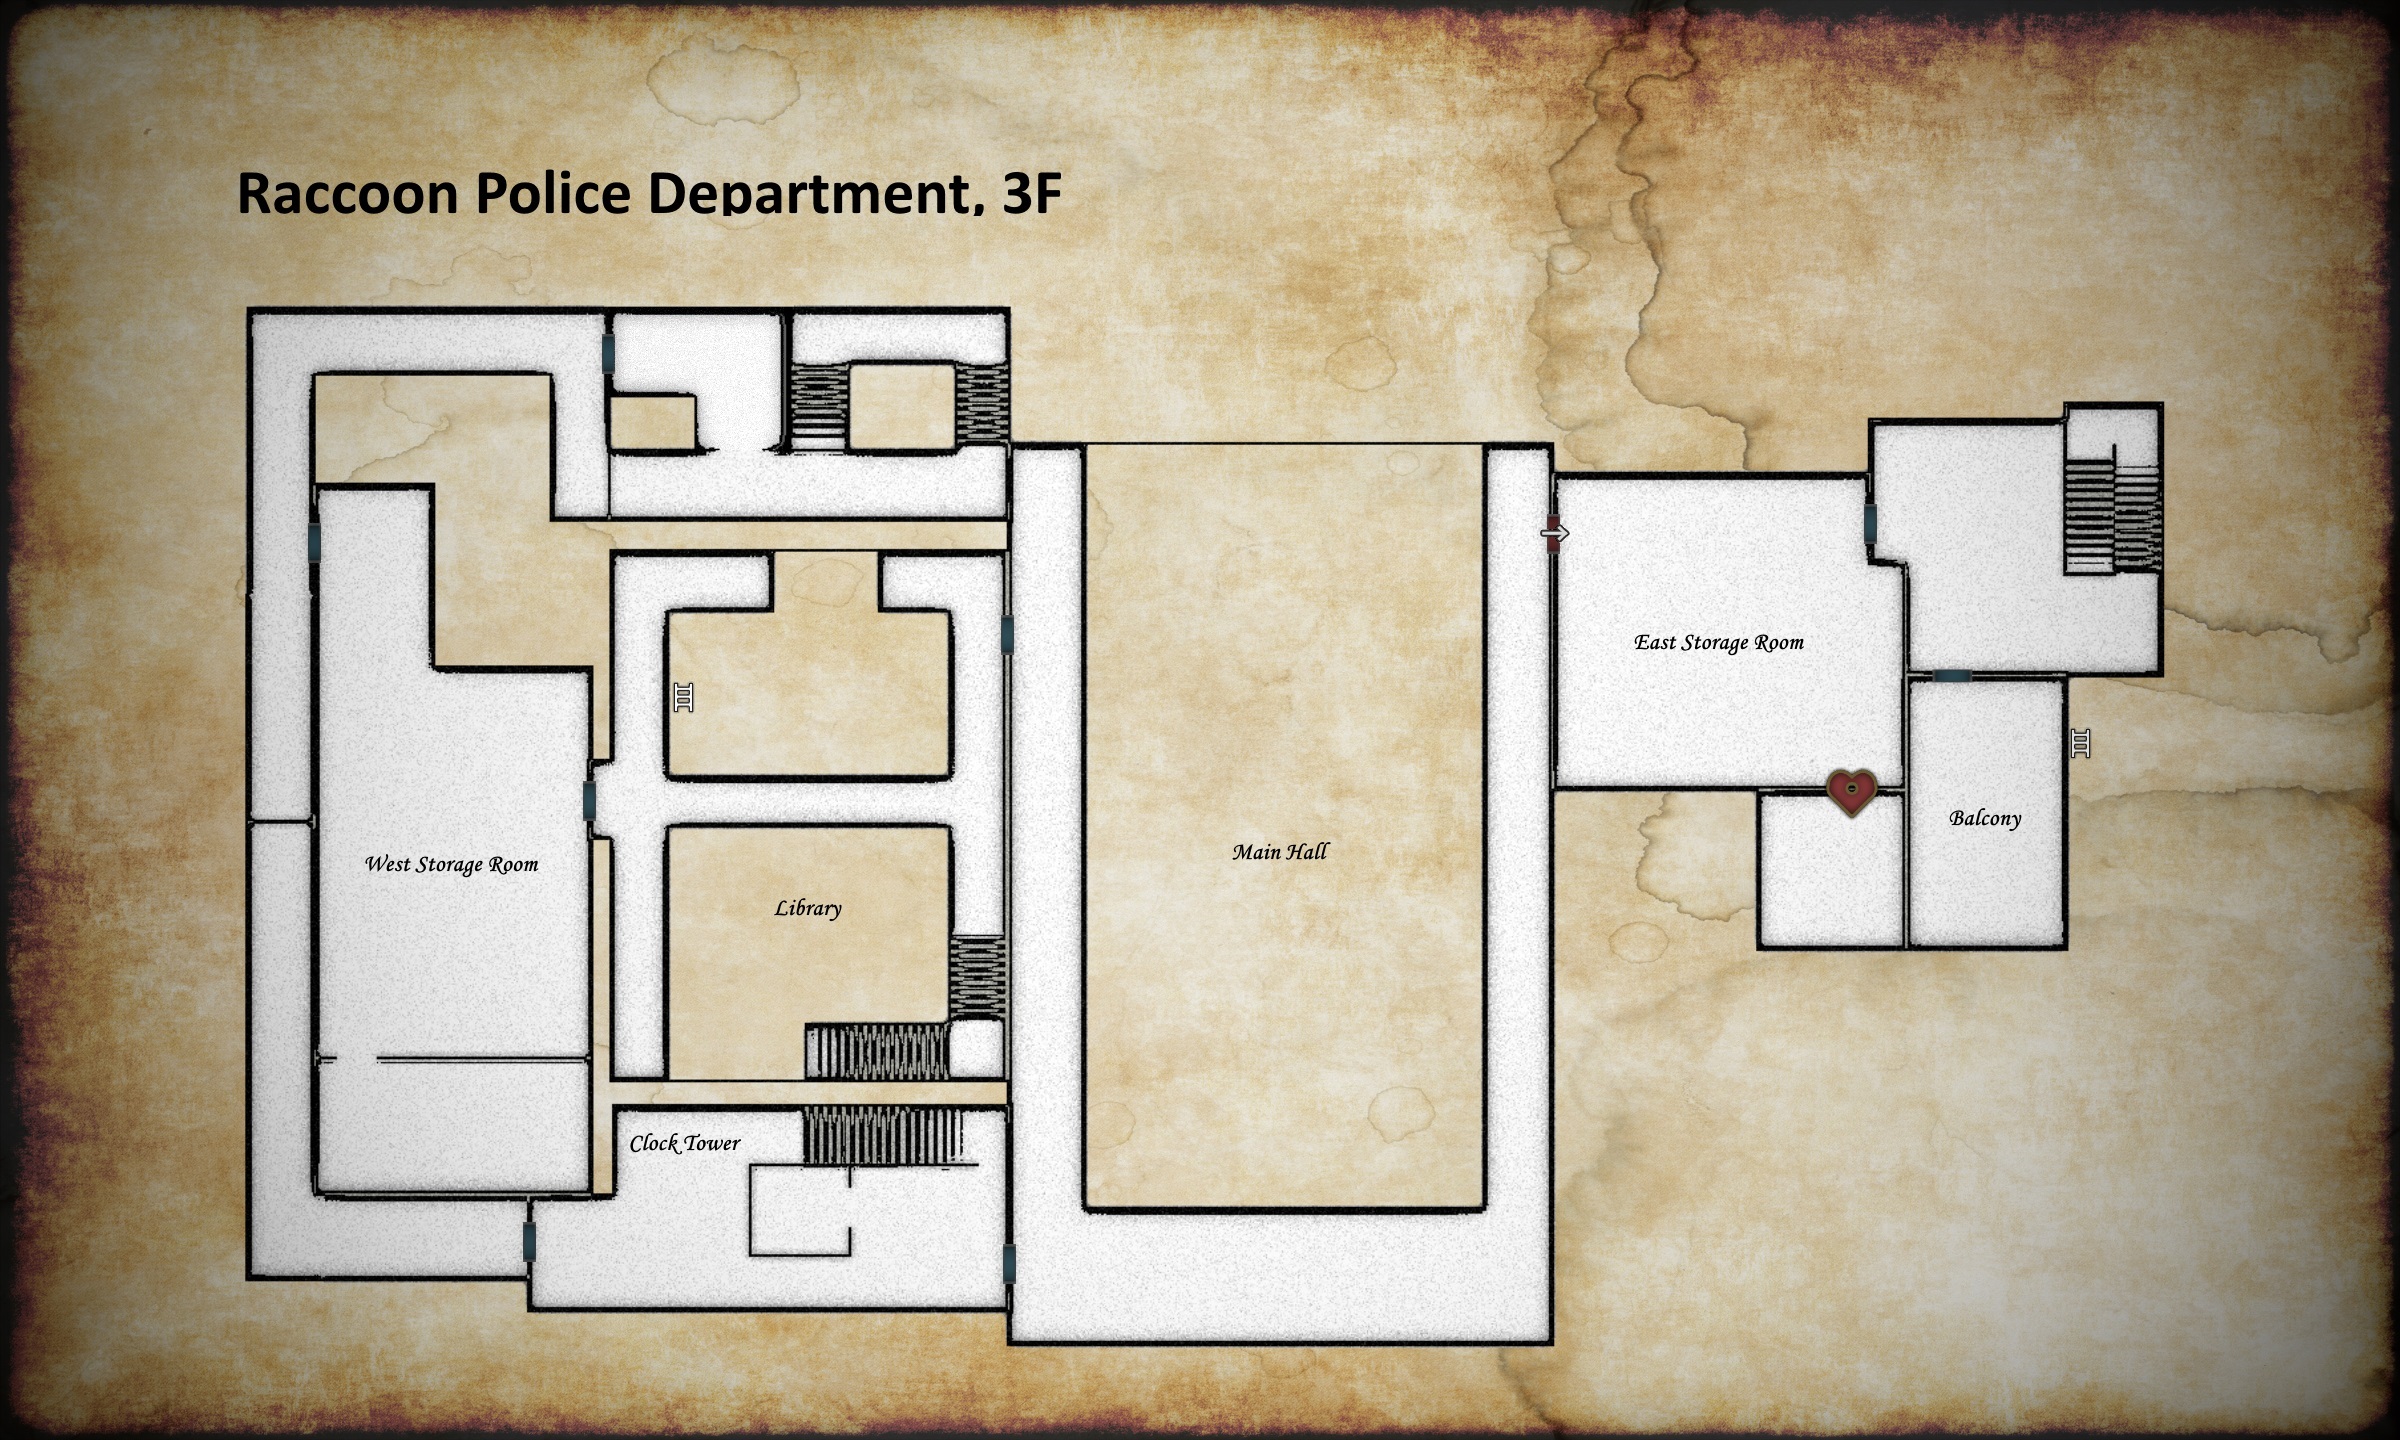 Raccoon Police Department, 3F
East Storage Room
Balcony
Main Hall
West Storage Room
Library
Clock Tower